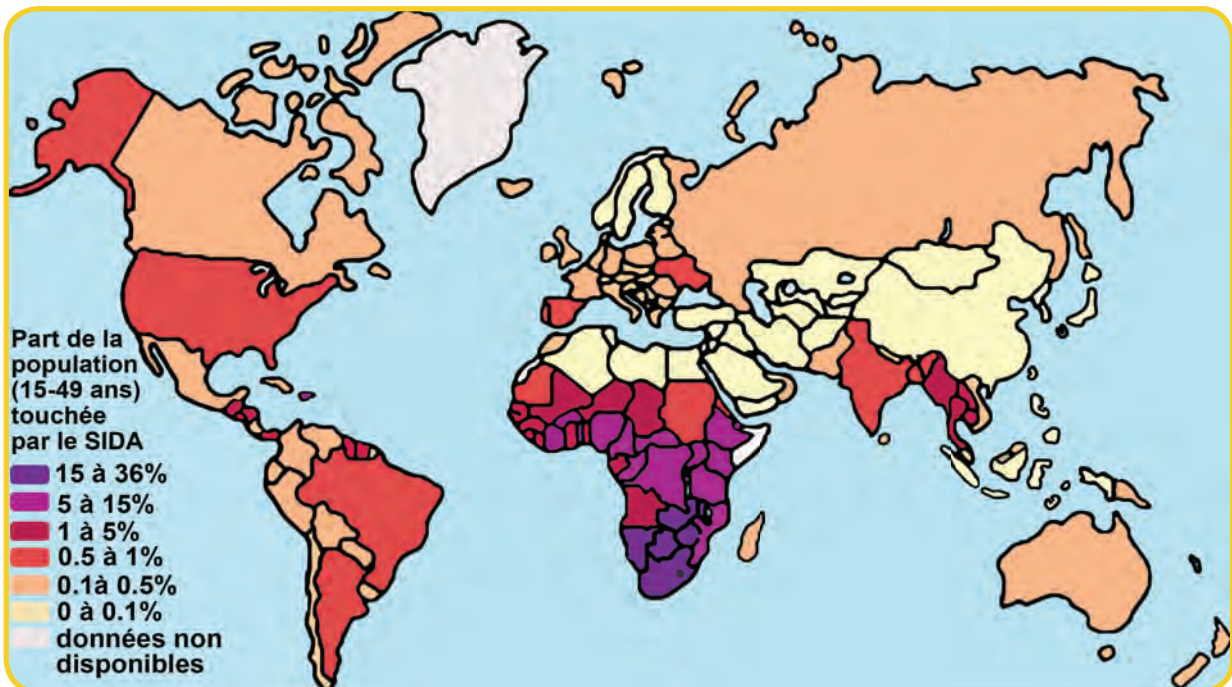 Part de la
population
(15-49 ans)
touchée
par le SIDA
15 à 36%
5 à 15%
1 à 5%
0.5 à 1%
0.1à 0.5%
0 à 0.1%
données non
disponibles